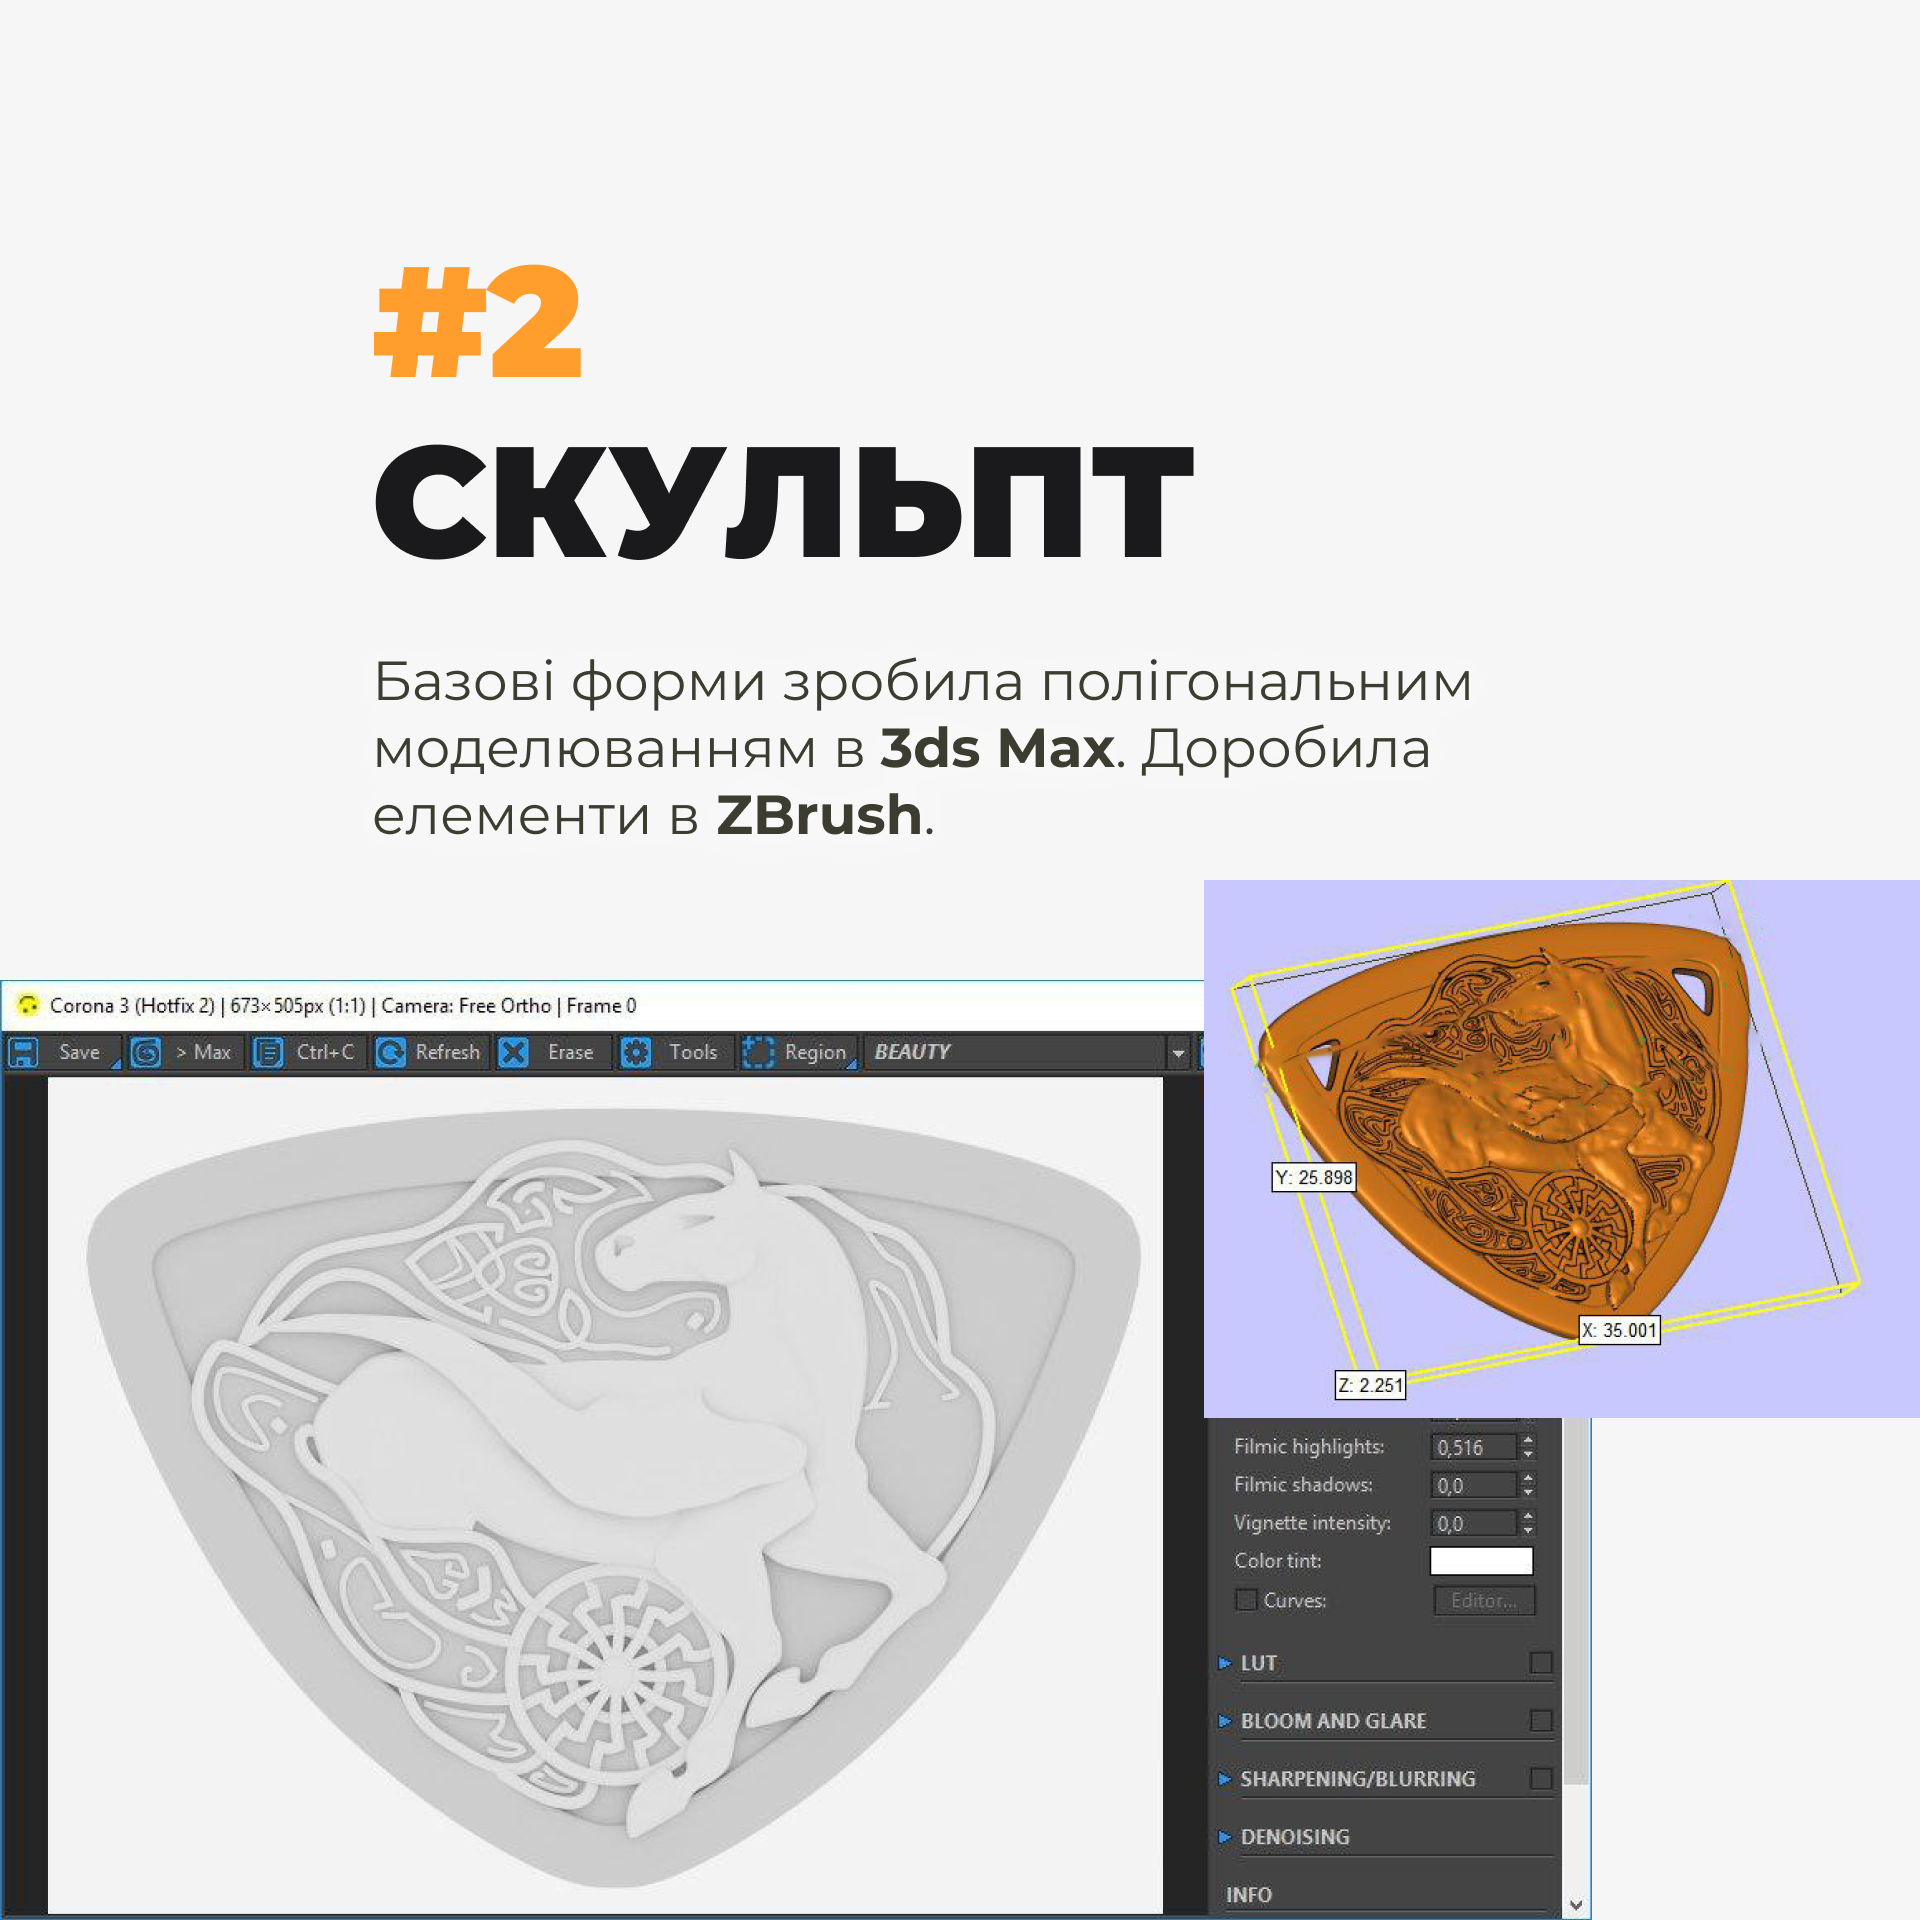 #2
СКУЛЬПТ
Базові форми зробила полігональним
моделюванням в 3ds Max. Доробила
елементи в ZBrush.
Corona 3 (Hotfix 2) | 673×505px (1:1) | Camera: Free Ortho | Frame 0
Save > Max Ctrl+C Refresh Erase Tools Region BEAUTY
Y: 25.898
X: 35.001
Z: 2.251
Filmic highlights: 0,516
Filmic shadows: 0,0
Vignette intensity: 0,0
Color tint:
Curves: Editor...
LUT
BLOOM AND GLARE
SHARPENING/BLURRING
DENOISING
INFO